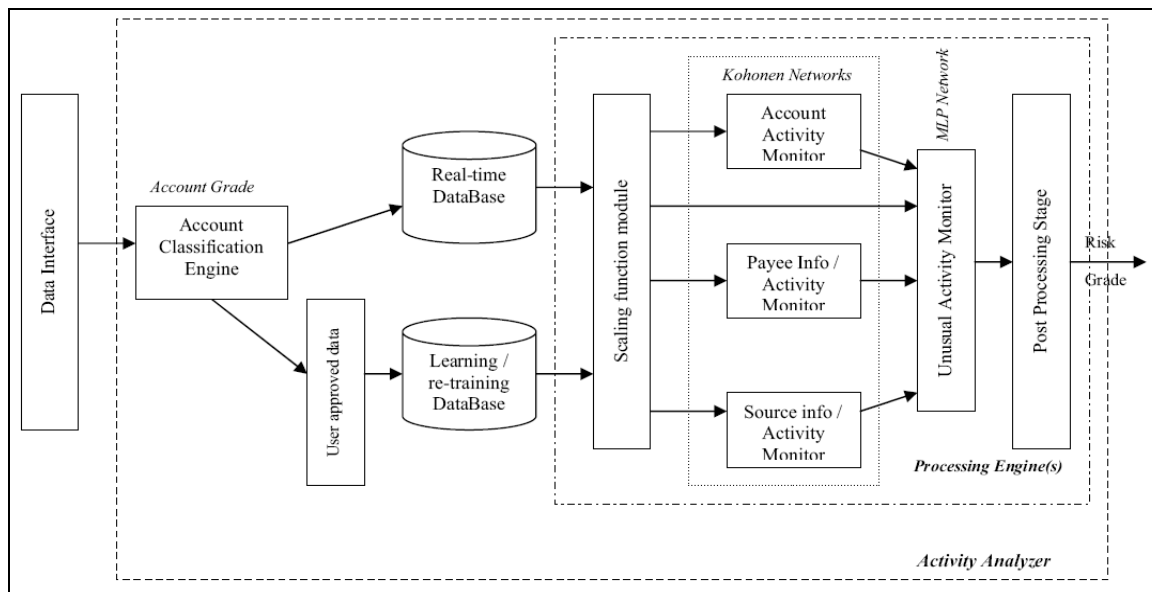 Data Interface
Account Grade
Account
Classification
Engine
User approved data
Real-time
DataBase
Learning /
re-training
DataBase
Scaling function module
Kohonen Networks
Account
Activity
Monitor
Payee Info /
Activity
Monitor
Source info /
Activity
Monitor
MLP Network
Unusual Activity Monitor
Post Processing Stage
Risk
Grade
Processing Engine(s)
Activity Analyzer